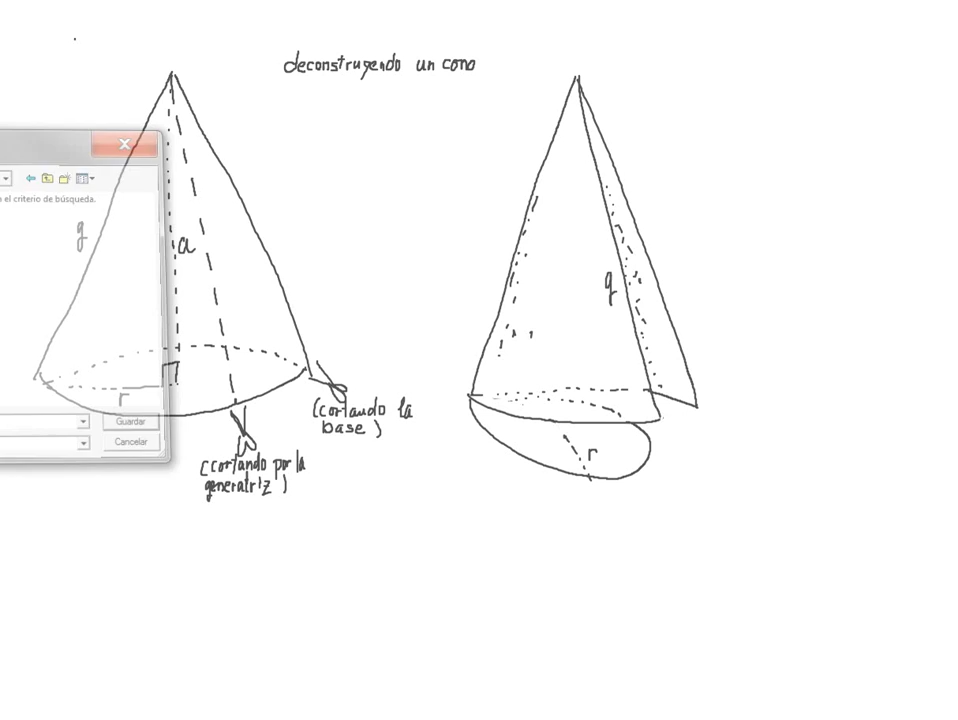 deconstruyendo un cono
n el criterio de búsqueda.
g
a
g
r
(cortando la
base)
Guardar
Cancelar
r
(cortando por la
generatriz)